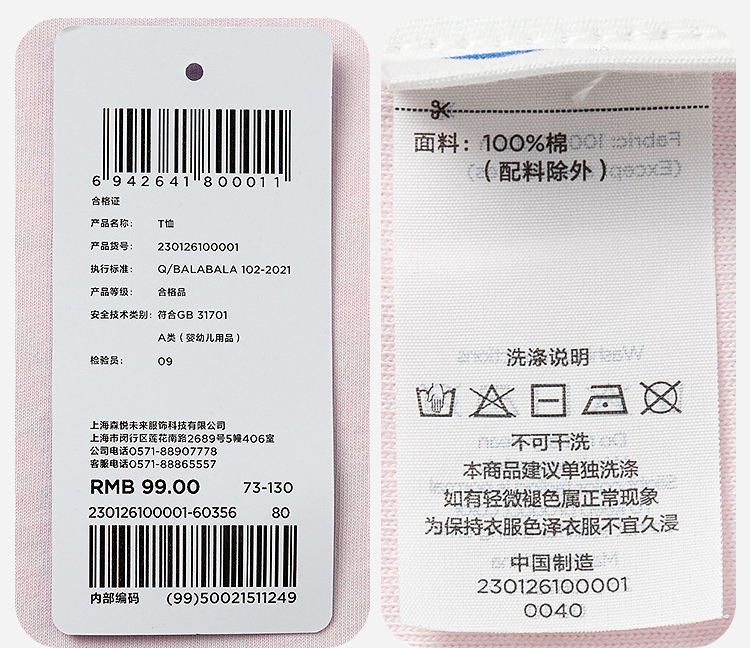 6 942641 800011
合格证
产品名称: T恤
产品货号: 230126100001
执行标准: Q/BALABALA 102-2021
产品等级: 合格品
安全技术类别: 符合GB 31701
A类 (婴幼儿用品)
检验员: 09
上海森悦未来服饰科技有限公司
上海市闵行区莲花南路2689号5幢406室
公司电话0571-88907778
客服电话0571-88865557
RMB 99.00 73-130
230126100001-60356 80
内部编码 (99)50021511249
面料: 100%棉
(配料除外)
洗涤说明
不可干洗
本商品建议单独洗涤
如有轻微褪色属正常现象
为保持衣服色泽衣服不宜久浸
中国制造
230126100001
0040